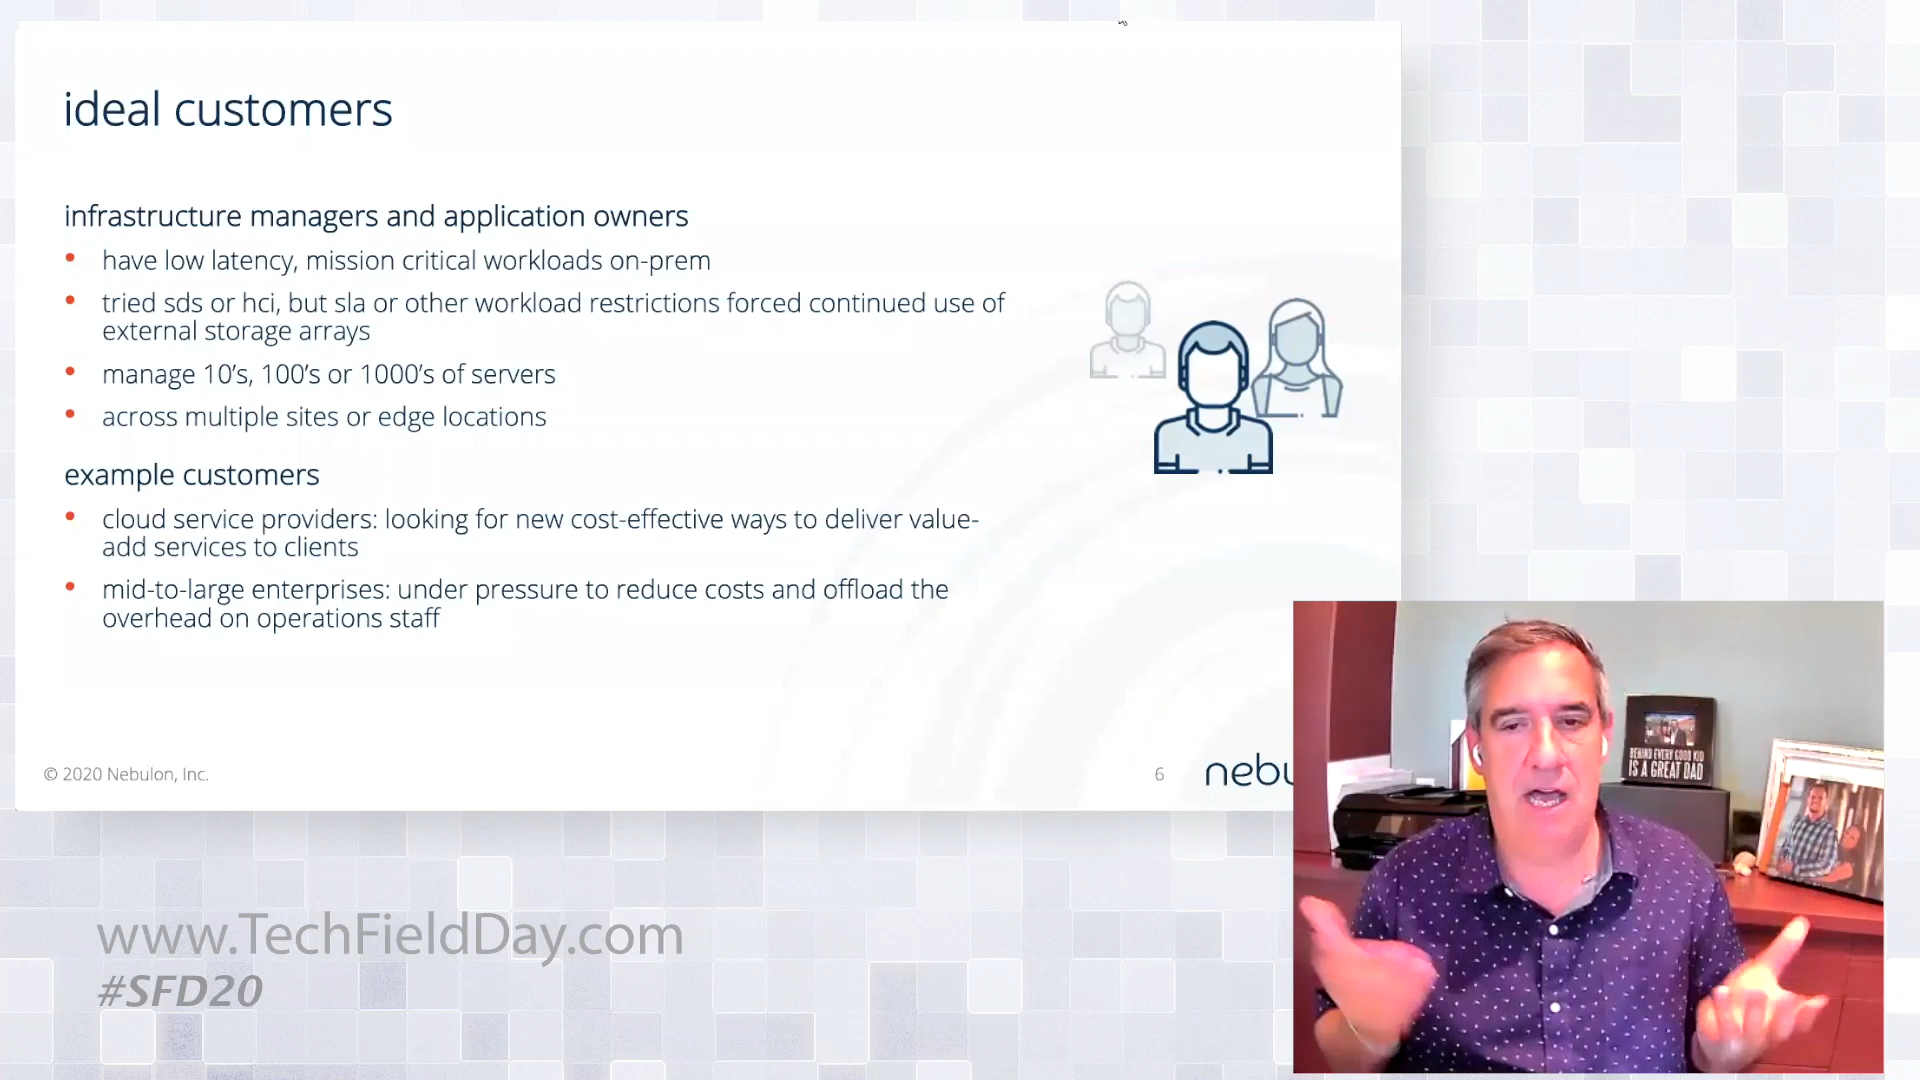 ideal customers
infrastructure managers and application owners
• have low latency, mission critical workloads on-prem
• tried sds or hci, but sla or other workload restrictions forced continued use of
external storage arrays
• manage 10's, 100's or 1000's of servers
• across multiple sites or edge locations
example customers
• cloud service providers: looking for new cost-effective ways to deliver value-
add services to clients
• mid-to-large enterprises: under pressure to reduce costs and offload the
overhead on operations staff
© 2020 Nebulon, Inc.
6
nebu
BEHIND EVERY GOOD KID
IS A GREAT DAD
www.TechFieldDay.com
#SFD20